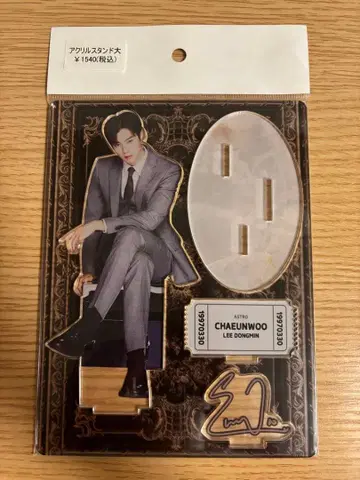 アクリルスタンド大
¥1540(税込)
ASTRO
CHAEUNWOO
LEE DONGMIN
19970330
19970330